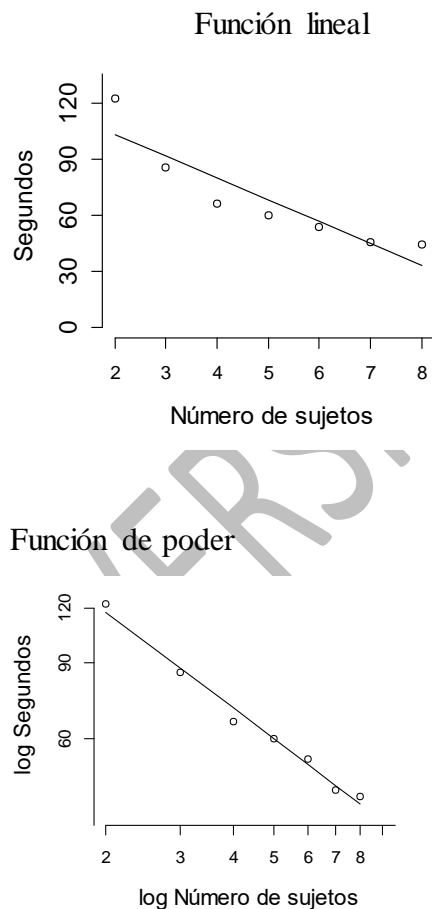 Función lineal
120
90
60
30
0
Segundos
2 3 4 5 6 7 8
Número de sujetos
Función de poder
120
90
60
log Segundos
2 3 4 5 6 7 8
log Número de sujetos